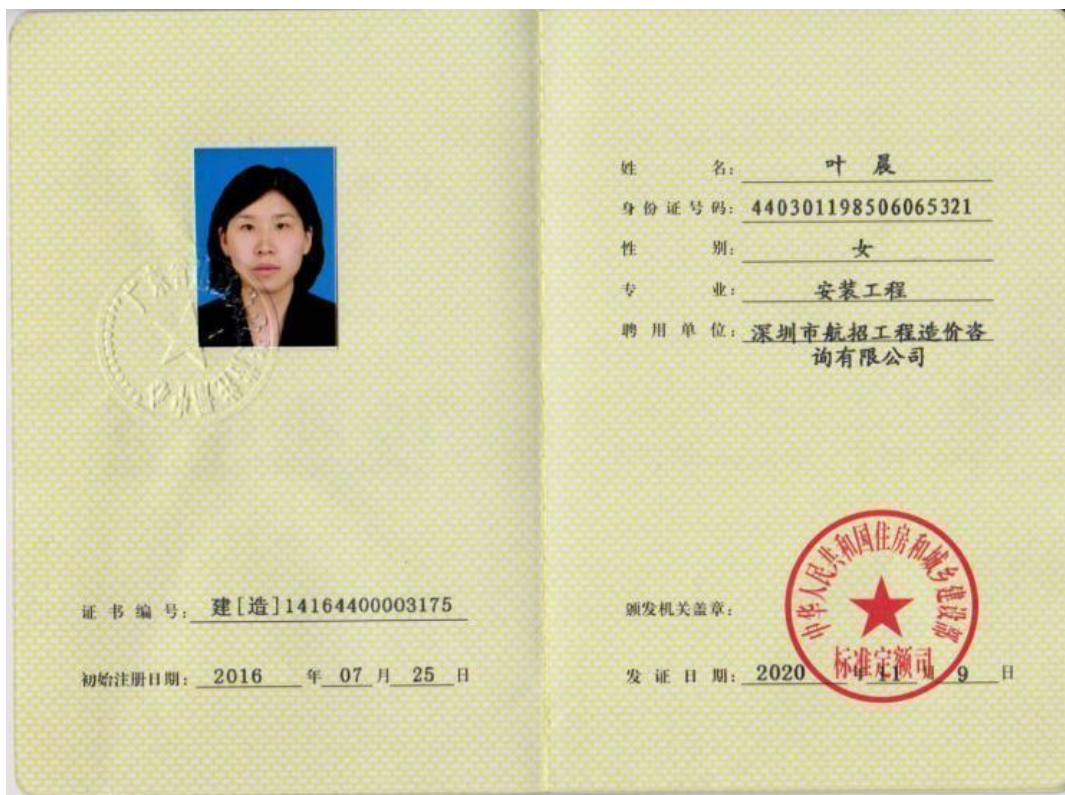 姓 名: 叶晨
身份证号码: 440301198506065321
性 别: 女
专 业: 安装工程
聘用单位: 深圳市航招工程造价咨
询有限公司
证书编号: 建[造]14164400003175
初始注册日期: 2016 年 07 月 25 日
颁发机关盖章:
中华人民共和国住房和城乡建设部
标准定额司
发证日期: 2020 年 11 月 9 日